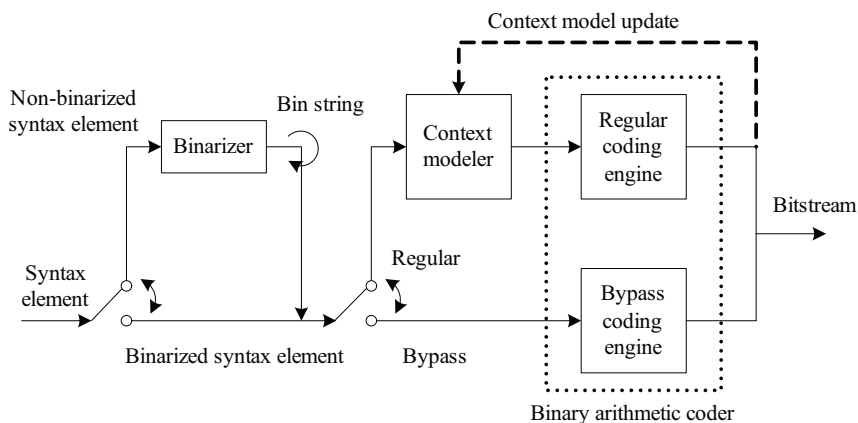 Context model update
Non-binarized
syntax element
Bin string
Binarizer
Context
modeler
Regular
coding
engine
Bitstream
Syntax
element
Regular
Bypass
coding
engine
Binarized syntax element
Bypass
Binary arithmetic coder